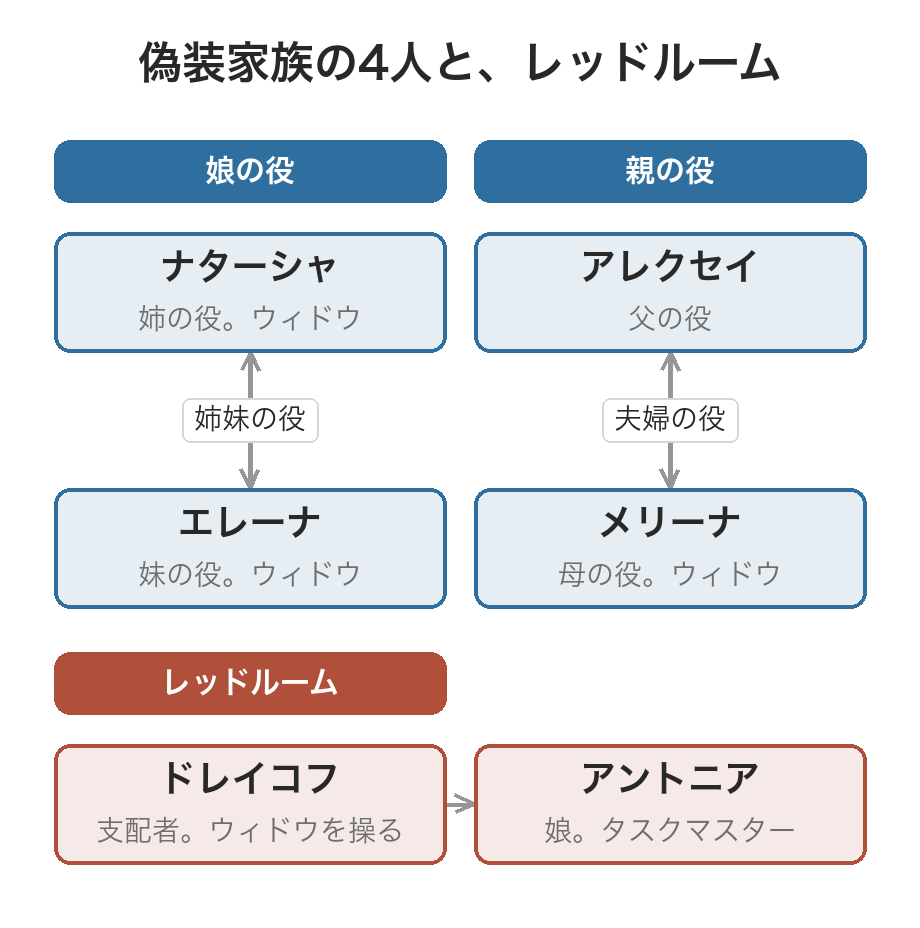 偽装家族の4人と、レッドルーム
娘の役
親の役
ナターシャ
姉の役。ウィドウ
アレクセイ
父の役
姉妹の役
夫婦の役
エレーナ
妹の役。ウィドウ
メリーナ
母の役。ウィドウ
レッドルーム
ドレイコフ
支配者。ウィドウを操る
アントニア
娘。タスクマスター